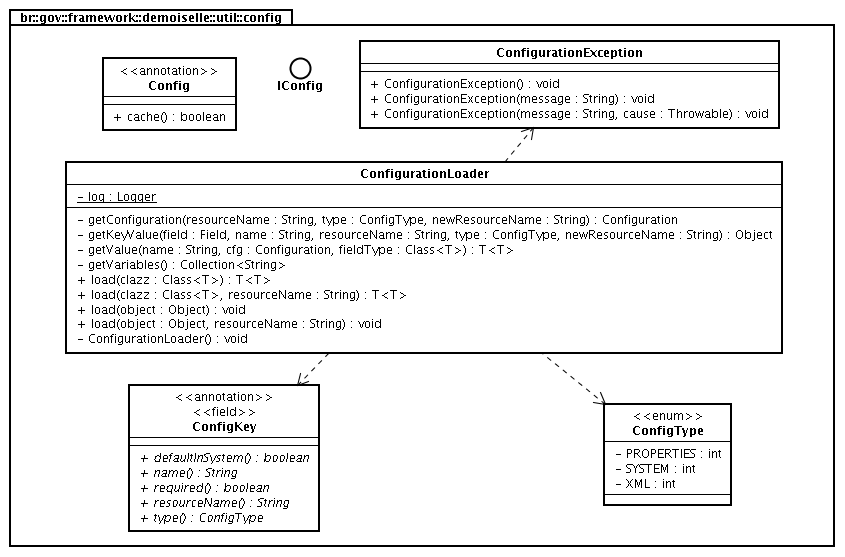 br::gov::framework::demoiselle::util::config
<<annotation>>
Config
+ cache() : boolean
IConfig
ConfigurationException
+ ConfigurationException() : void
+ ConfigurationException(message : String) : void
+ ConfigurationException(message : String, cause : Throwable) : void
ConfigurationLoader
- log : Logger
- getConfiguration(resourceName : String, type : ConfigType, newResourceName : String) : Configuration
- getKeyValue(field : Field, name : String, resourceName : String, type : ConfigType, newResourceName : String) : Object
- getValue(name : String, cfg : Configuration, fieldType : Class<T>) : T<T>
- getVariables() : Collection<String>
+ load(clazz : Class<T>) : T<T>
+ load(clazz : Class<T>, resourceName : String) : T<T>
+ load(object : Object) : void
+ load(object : Object, resourceName : String) : void
- ConfigurationLoader() : void
<<annotation>>
<<field>>
ConfigKey
+ defaultInSystem() : boolean
+ name() : String
+ required() : boolean
+ resourceName() : String
+ type() : ConfigType
<<enum>>
ConfigType
- PROPERTIES : int
- SYSTEM : int
- XML : int